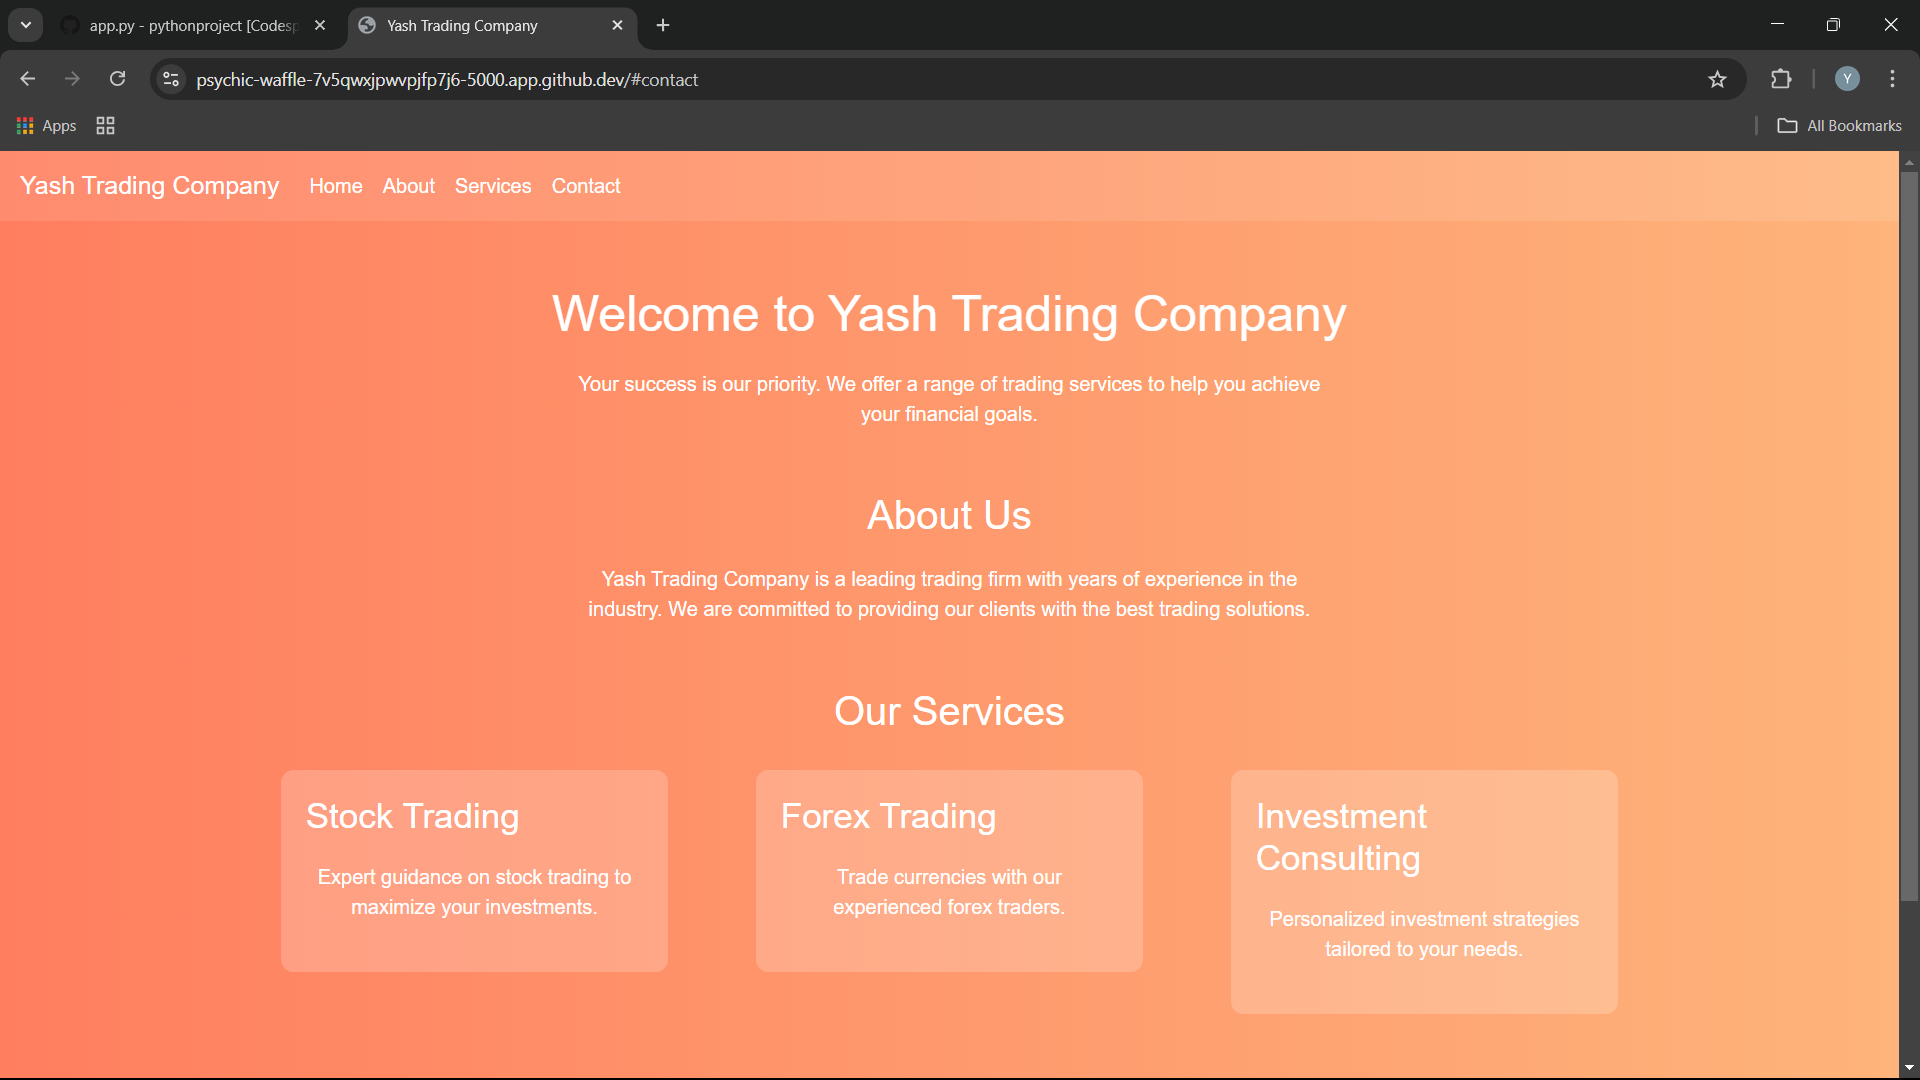 app.py - pythonproject [Codesp
Yash Trading Company
psychic-waffle-7v5qwxjpwvpjfp7j6-5000.app.github.dev/#contact
Y
Apps
All Bookmarks
Yash Trading Company Home About Services Contact
Welcome to Yash Trading Company
Your success is our priority. We offer a range of trading services to help you achieve
your financial goals.
About Us
Yash Trading Company is a leading trading firm with years of experience in the
industry. We are committed to providing our clients with the best trading solutions.
Our Services
Stock Trading
Expert guidance on stock trading to
maximize your investments.
Forex Trading
Trade currencies with our
experienced forex traders.
Investment
Consulting
Personalized investment strategies
tailored to your needs.